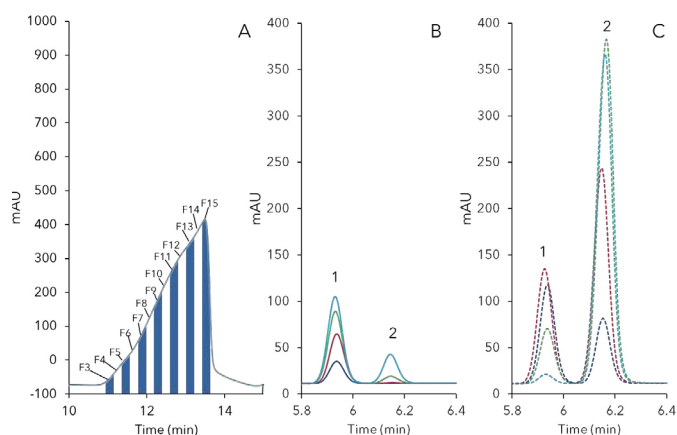 A
1000
900
800
700
600
500
400
300
200
100
0
-100
mAU
F3
F4
F5
F6
F7
F8
F9
F10
F11
F12
F13
F14
F15
10
12
14
Time (min)
B
400
350
300
250
200
150
100
50
0
mAU
1
2
5.8
6
6.2
6.4
Time (min)
C
400
350
300
250
200
150
100
50
0
mAU
1
2
5.8
6
6.2
6.4
Time (min)